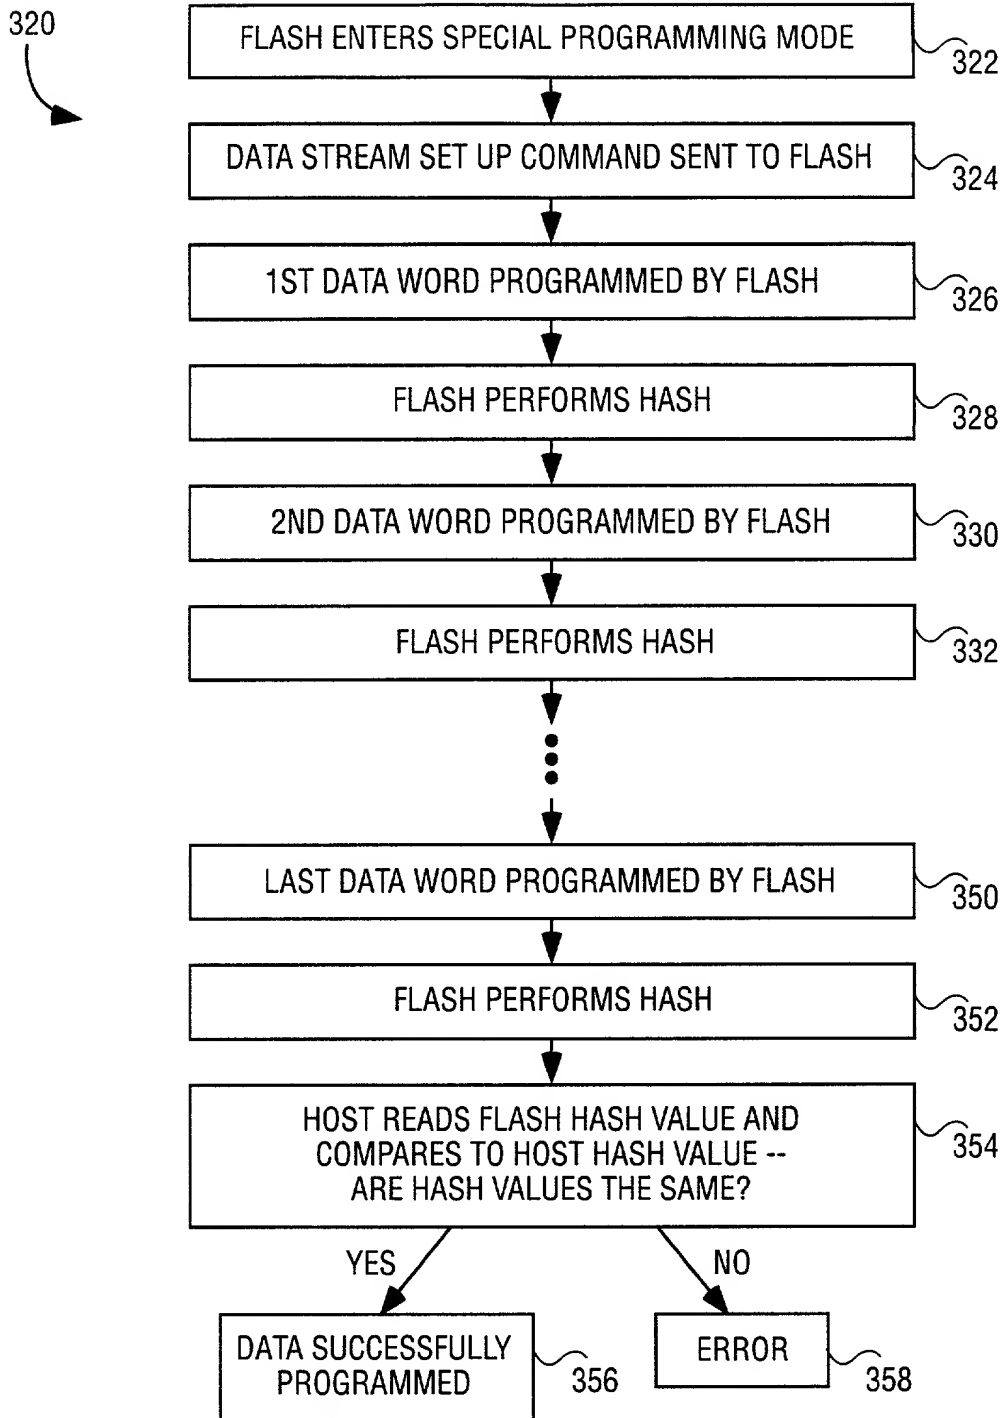 320
FLASH ENTERS SPECIAL PROGRAMMING MODE
322
DATA STREAM SET UP COMMAND SENT TO FLASH
324
1ST DATA WORD PROGRAMMED BY FLASH
326
FLASH PERFORMS HASH
328
2ND DATA WORD PROGRAMMED BY FLASH
330
FLASH PERFORMS HASH
332
LAST DATA WORD PROGRAMMED BY FLASH
350
FLASH PERFORMS HASH
352
HOST READS FLASH HASH VALUE AND
COMPARES TO HOST HASH VALUE --
ARE HASH VALUES THE SAME?
354
YES
NO
DATA SUCCESSFULLY
PROGRAMMED
356
ERROR
358